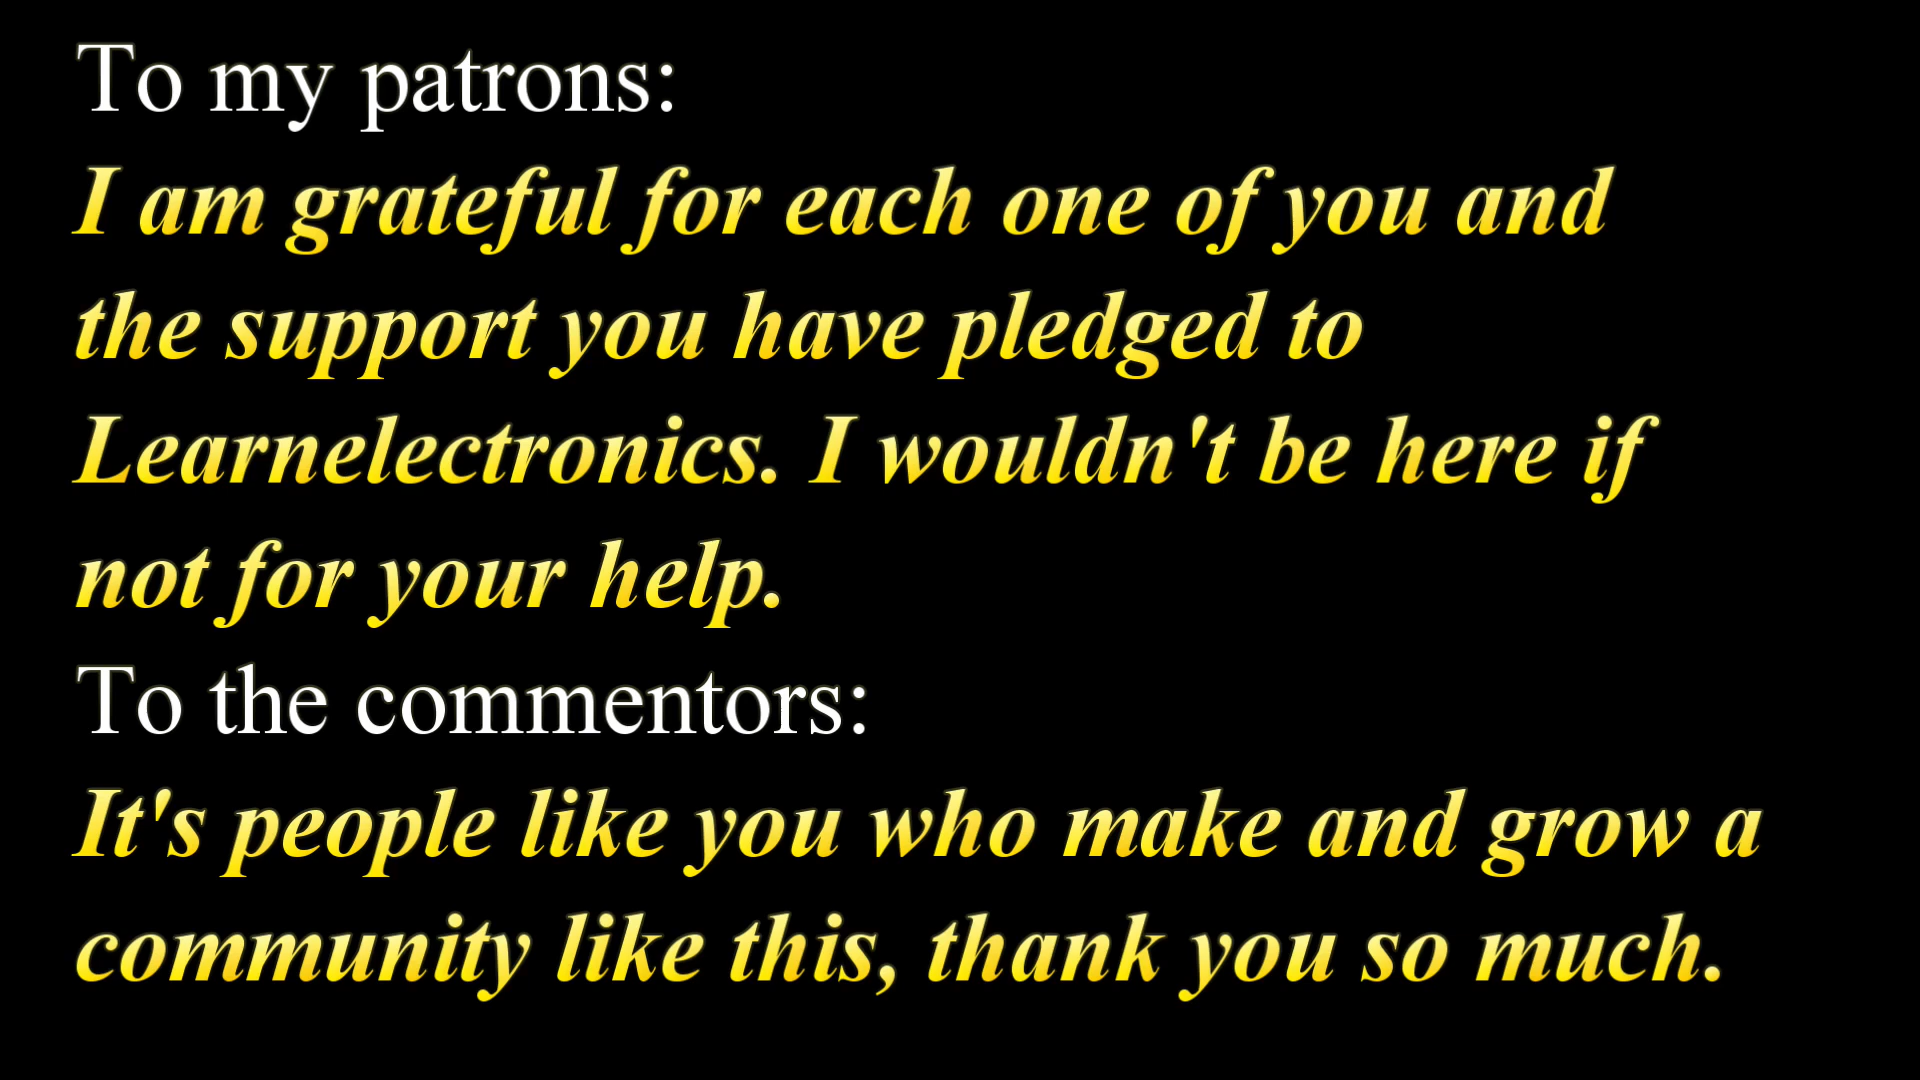 To my patrons:
I am grateful for each one of you and
the support you have pledged to
Learnelectronics. I wouldn't be here if
not for your help.
To the commentors:
It's people like you who make and grow a
community like this, thank you so much.